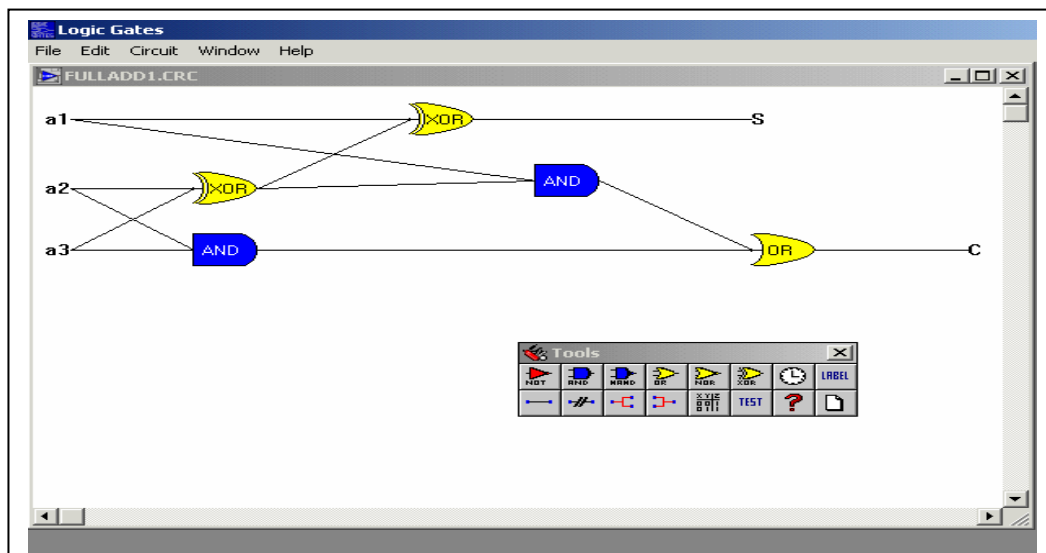 Logic Gates
File Edit Circuit Window Help
FULLADD1.CRC
a1
XOR
S
a2
XOR
AND
a3
AND
OR
C
Tools
NOT AND NAND OR NOR XOR LABEL
XY|Z
TEST ?